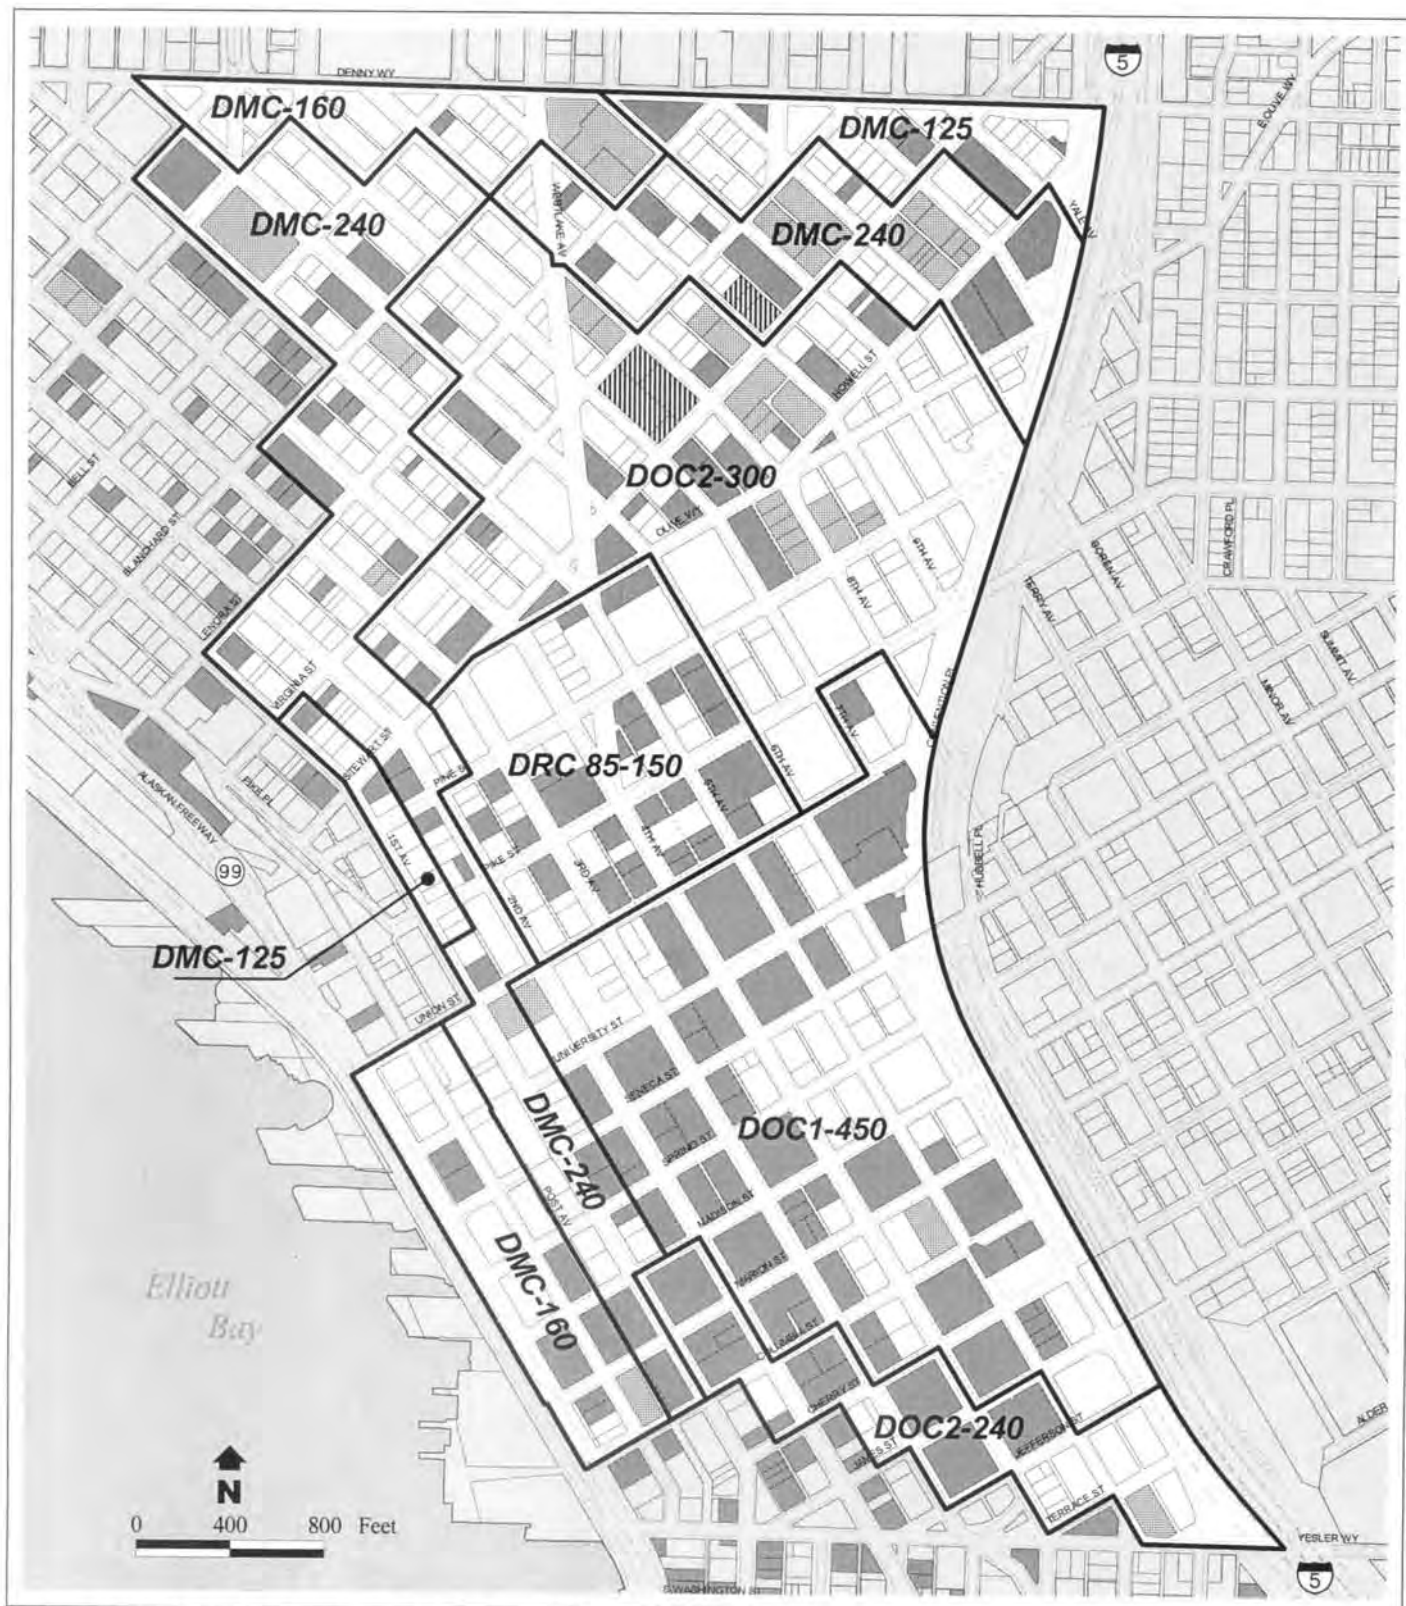 DENNY WY
5
E OLIVE WY
DMC-160
DMC-125
YALE AV
WESTLAKE AV
DMC-240
DMC-240
HOWELL ST
DOC2-300
BELL ST
BLANCHARD ST
OLIVE WY
9TH AV
8TH AV
CRAWFORD PL
BOREN AV
TERRY AV
LENORA ST
SUMMIT AV
MINOR AV
VIRGINIA ST
STEWART ST
CONVENTION PL
7TH AV
PINE ST
DRC 85-150
6TH AV
5TH AV
PIKE PL
ALASKAN FREEWAY
1ST AV
4TH AV
HUBBELL PL
PIKE ST
3RD AV
99
2ND AV
DMC-125
UNION ST
UNIVERSITY ST
SENECA ST
DMC-240
DOC1-450
SPRING ST
POST AV
MADISON ST
DMC-160
MARION ST
Elliott
Bay
COLUMBIA ST
CHERRY ST
DOC2-240
JAMES ST
JEFFERSON ST
ALDER
N
TERRACE ST
0 400 800 Feet
YESLER WY
5
S WASHINGTON ST